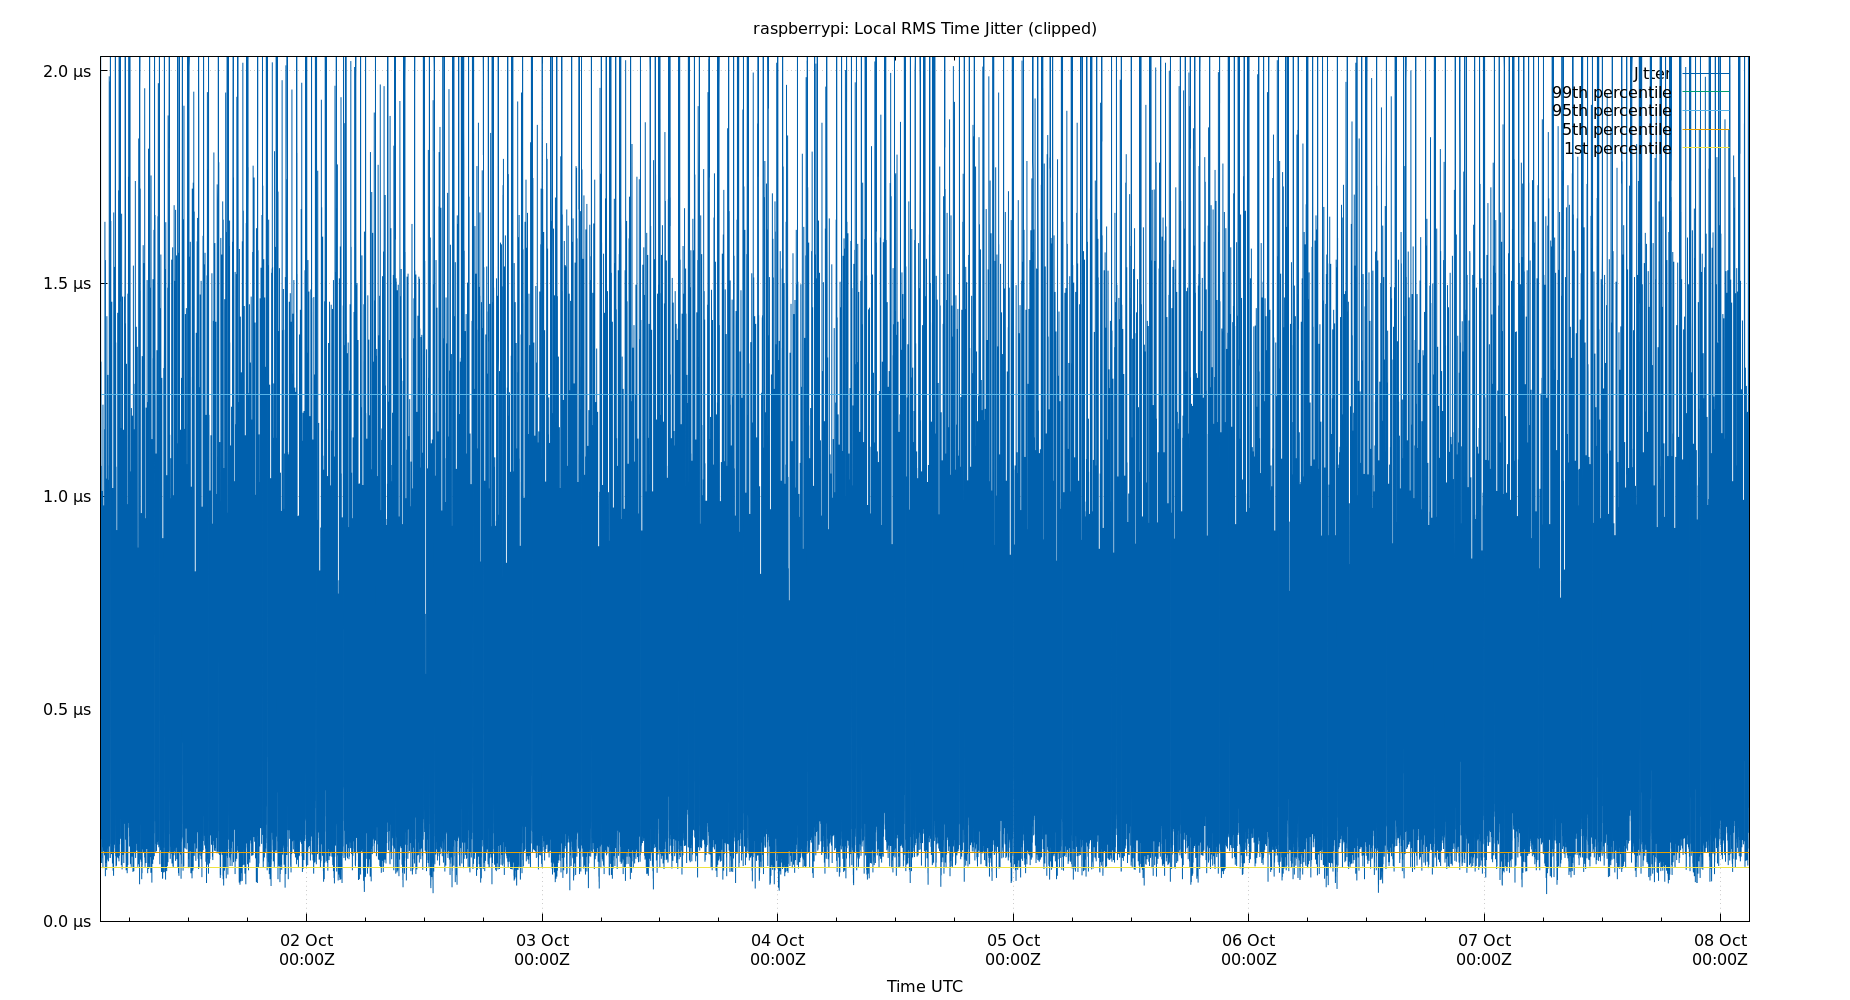 raspberrypi: Local RMS Time Jitter (clipped)
2.0 µs
1.5 µs
1.0 µs
0.5 µs
0.0 µs
Jitter
99th percentile
95th percentile
5th percentile
1st percentile
02 Oct
00:00Z
03 Oct
00:00Z
04 Oct
00:00Z
05 Oct
00:00Z
06 Oct
00:00Z
07 Oct
00:00Z
08 Oct
00:00Z
Time UTC